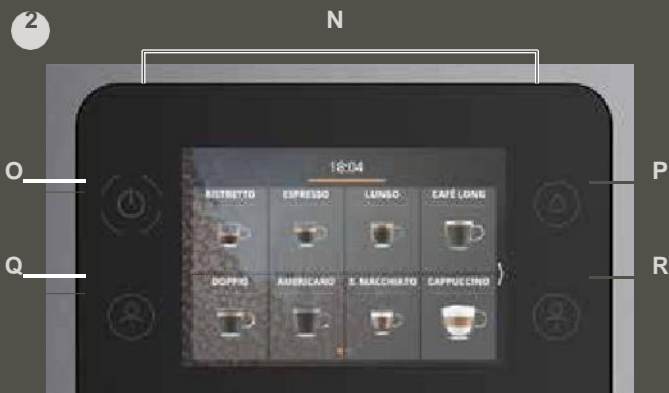 2
N
O
P
18:04
RISTRETTO ESPRESSO LUNGO CAFÉ LONG
Q
R
DOPPIO AMERICANO E. MACCHIATO CAPPUCCINO